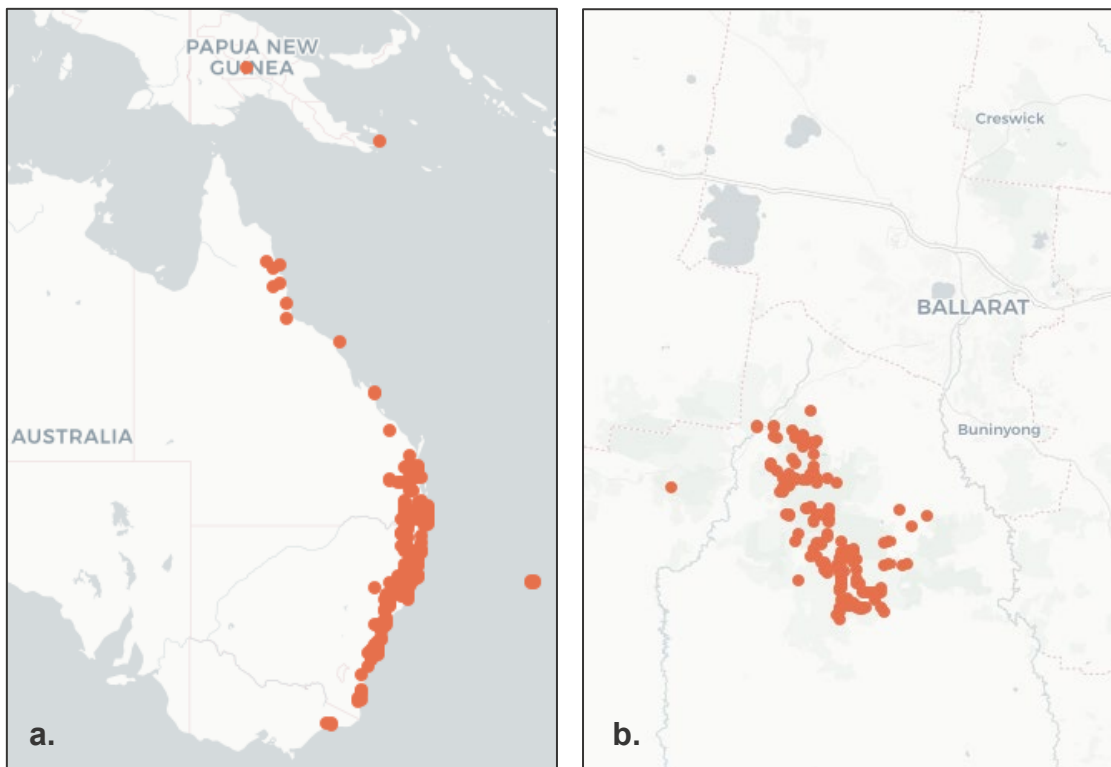 PAPUA NEW
GUINEA
AUSTRALIA
a.
Creswick
BALLARAT
Buninyong
b.